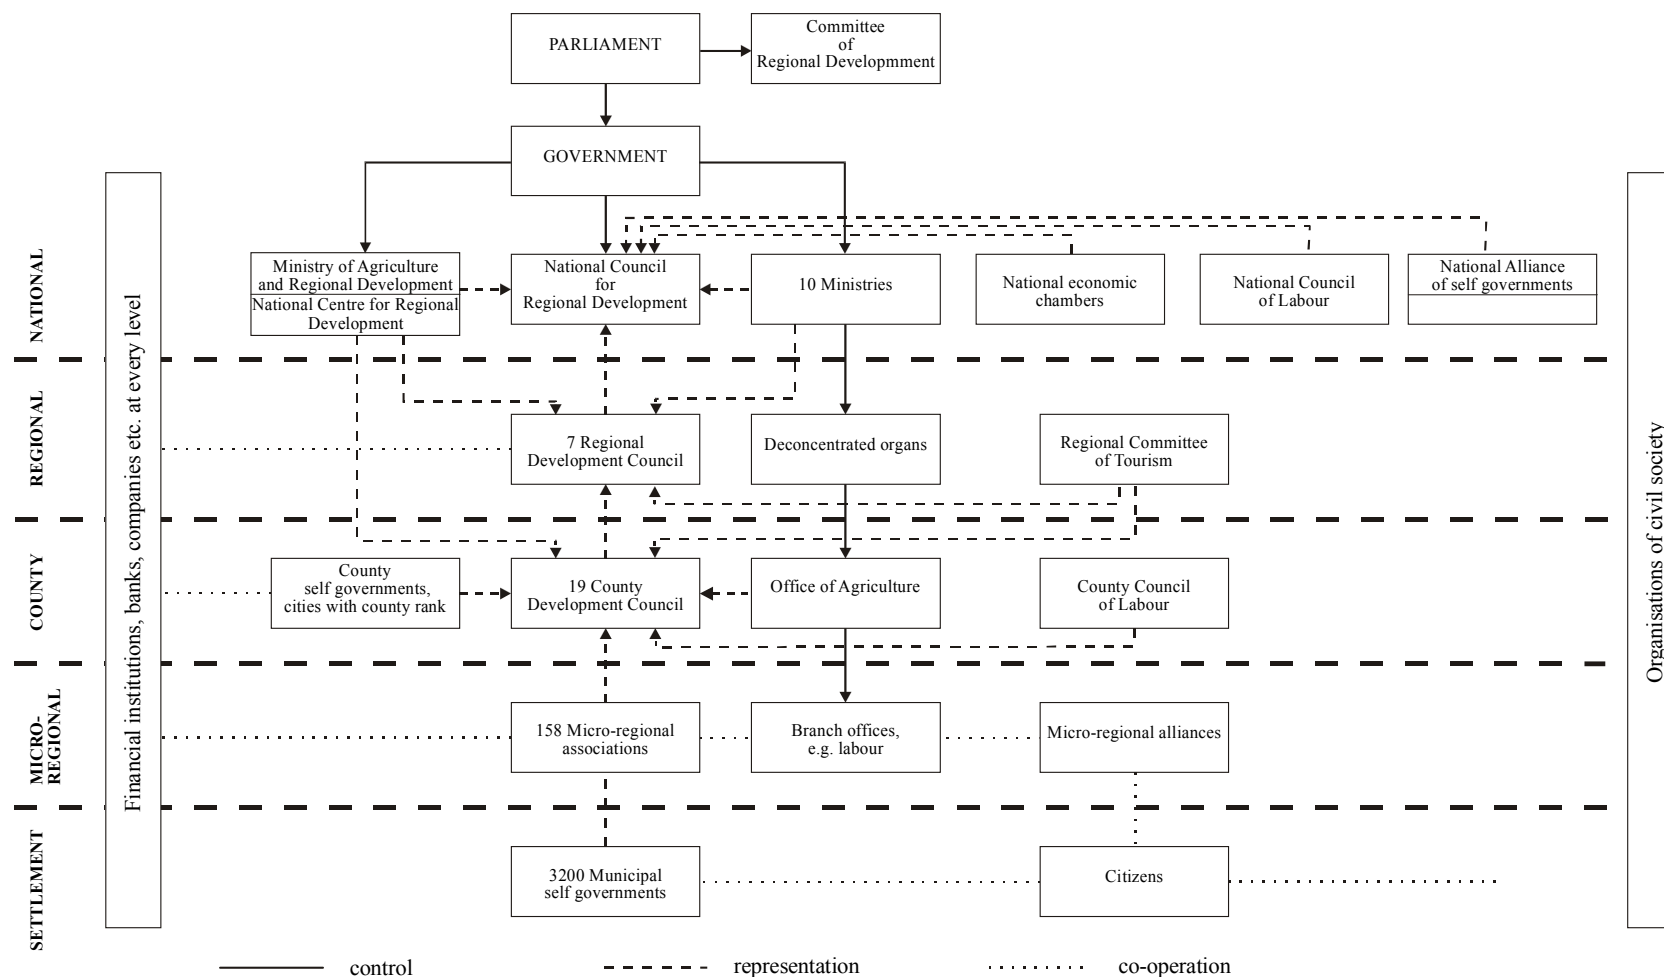 PARLIAMENT
Committee
of
Regional Developmment
GOVERNMENT
NATIONAL
Ministry of Agriculture
and Regional Development
National Centre for Regional
Development
National Council
for
Regional Development
10 Ministries
National economic
chambers
National Council
of Labour
National Alliance
of self governments
REGIONAL
7 Regional
Development Council
Deconcentrated organs
Regional Committee
of Tourism
COUNTY
County
self governments,
cities with county rank
19 County
Development Council
Office of Agriculture
County Council
of Labour
MICRO-
REGIONAL
158 Micro-regional
associations
Branch offices,
e.g. labour
Micro-regional alliances
SETTLEMENT
3200 Municipal
self governments
Citizens
Financial institutions, banks, companies etc. at every level
Organisations of civil society
control
representation
co-operation